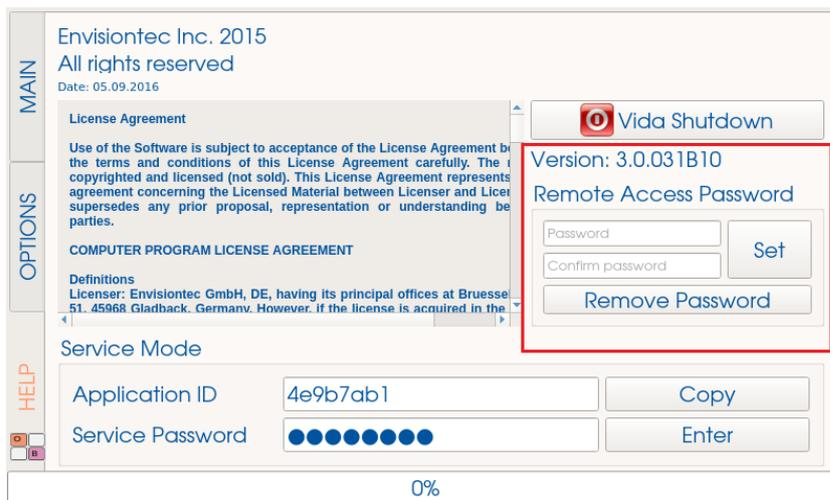 Envisiontec Inc. 2015
All rights reserved
Date: 05.09.2016
MAIN
OPTIONS
HELP
O
B
License Agreement
Use of the Software is subject to acceptance of the License Agreement
the terms and conditions of this License Agreement carefully. The
copyrighted and licensed (not sold). This License Agreement represents
agreement concerning the Licensed Material between Licenser and
supersedes any prior proposal, representation or understanding
parties.
COMPUTER PROGRAM LICENSE AGREEMENT
Definitions
Licenser: Envisiontec GmbH, DE, having its principal offices at
51, 45968 Gladback, Germany. However, if the license is acquired in the
Vida Shutdown
Version: 3.0.031B10
Remote Access Password
Password
Confirm password
Set
Remove Password
Service Mode
Application ID
4e9b7ab1
Copy
Service Password
Enter
0%